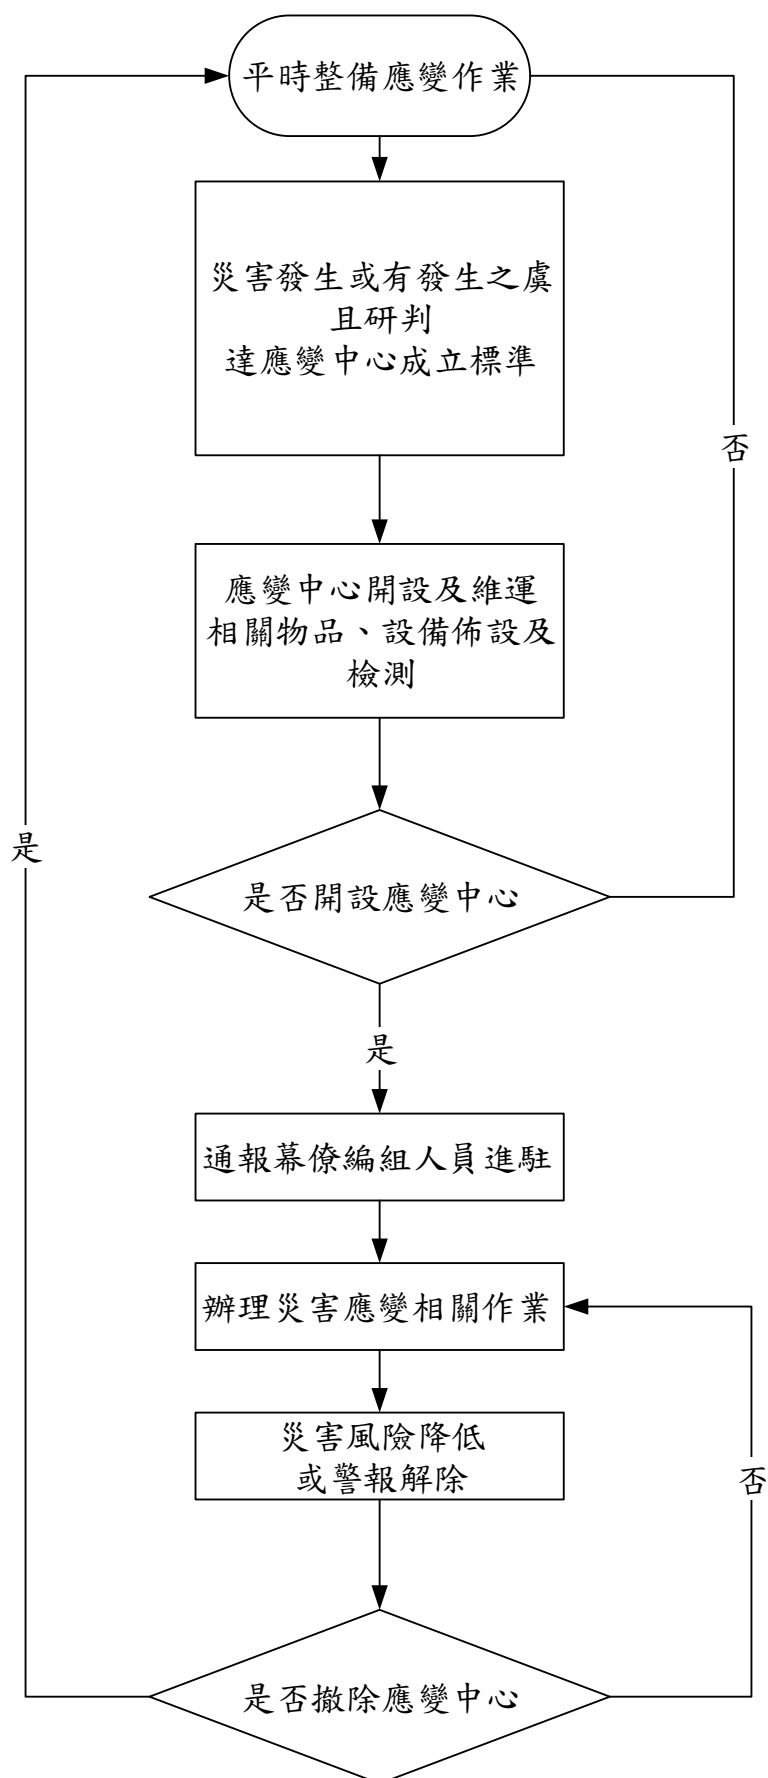 平時整備應變作業
災害發生或有發生之虞
且研判
達應變中心成立標準
否
應變中心開設及維運
相關物品、設備佈設及
檢測
是
是否開設應變中心
是
通報幕僚編組人員進駐
辦理災害應變相關作業
災害風險降低
或警報解除
否
是否撤除應變中心